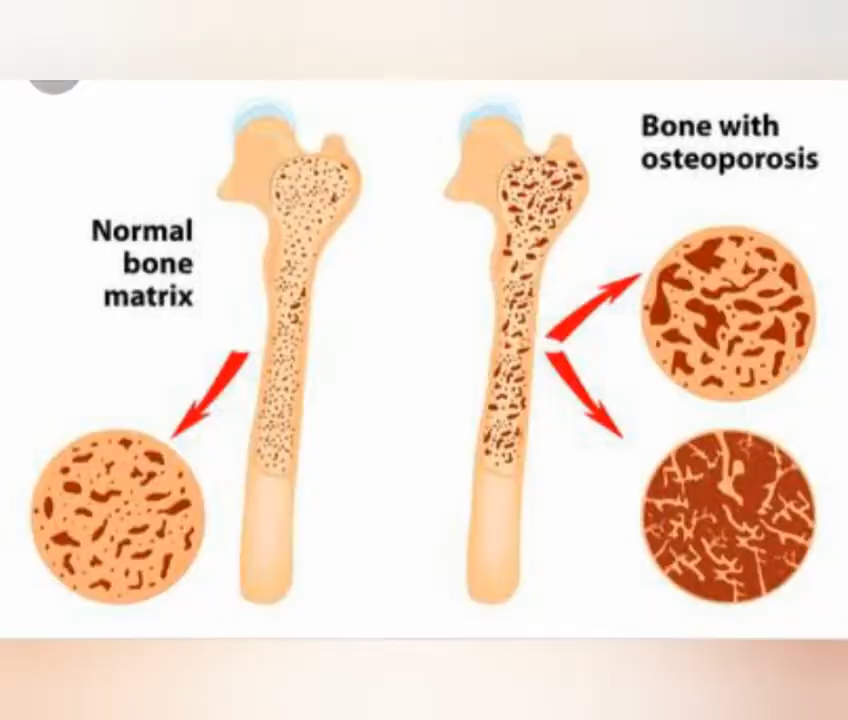 Normal
bone
matrix
Bone with
osteoporosis